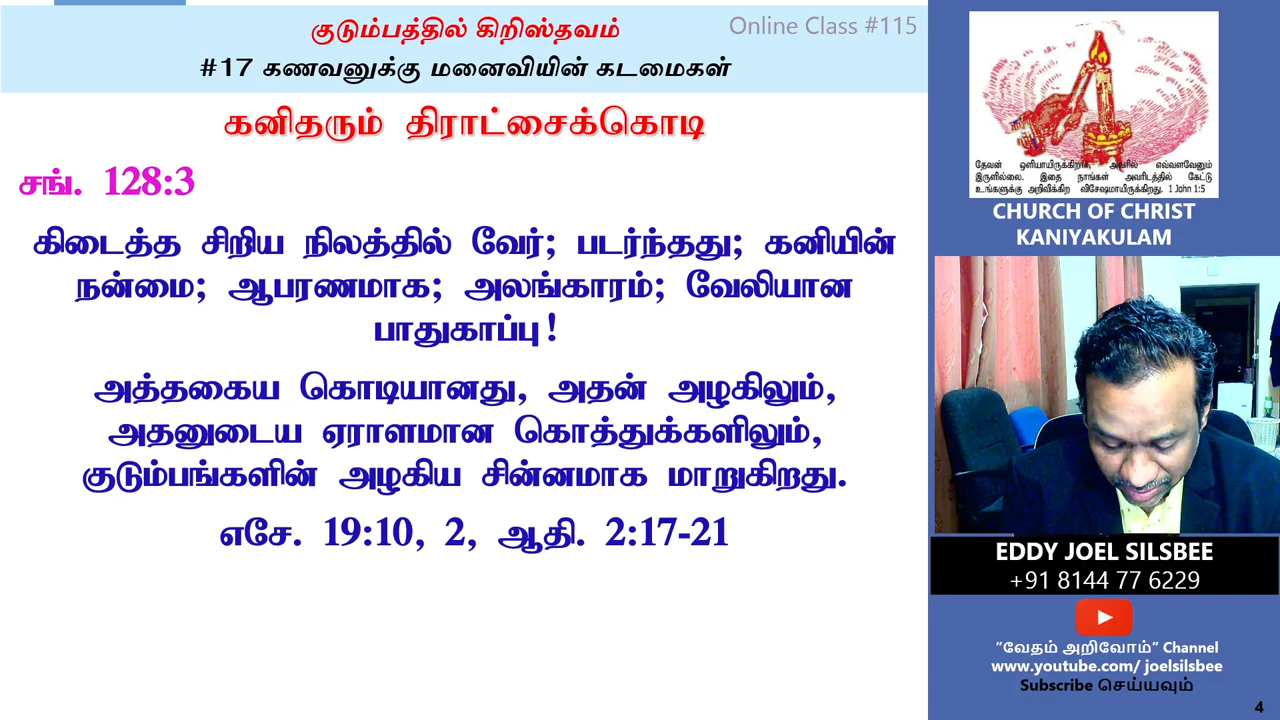 குடும்பத்தில் கிறிஸ்தவம்
Online Class #115
#17 கணவனுக்கு மனைவியின் கடமைகள்
கனிதரும் திராட்சைக்கொடி
சங். 128:3
கிடைத்த சிறிய நிலத்தில் வேர்; படர்ந்தது; கனியின்
நன்மை; ஆபரணமாக; அலங்காரம்; வேலியான
பாதுகாப்பு!
அத்தகைய கொடியானது, அதன் அழகிலும்,
அதனுடைய ஏராளமான கொத்துக்களிலும்,
குடும்பங்களின் அழகிய சின்னமாக மாறுகிறது.
எசே. 19:10, 2, ஆதி. 2:17-21
தேவன் ஒளியாயிருக்கிறார், அவரில் எவ்வளவேனும்
இருளில்லை. இதை நாங்கள் அவரிடத்தில் கேட்டு
உங்களுக்கு அறிவிக்கிற விசேஷமாயிருக்கிறது. 1 John 1:5
CHURCH OF CHRIST
KANIYAKULAM
EDDY JOEL SILSBEE
+91 8144 77 6229
"வேதம் அறிவோம்" Channel
www.youtube.com/ joelsilsbee
Subscribe செய்யவும்
4